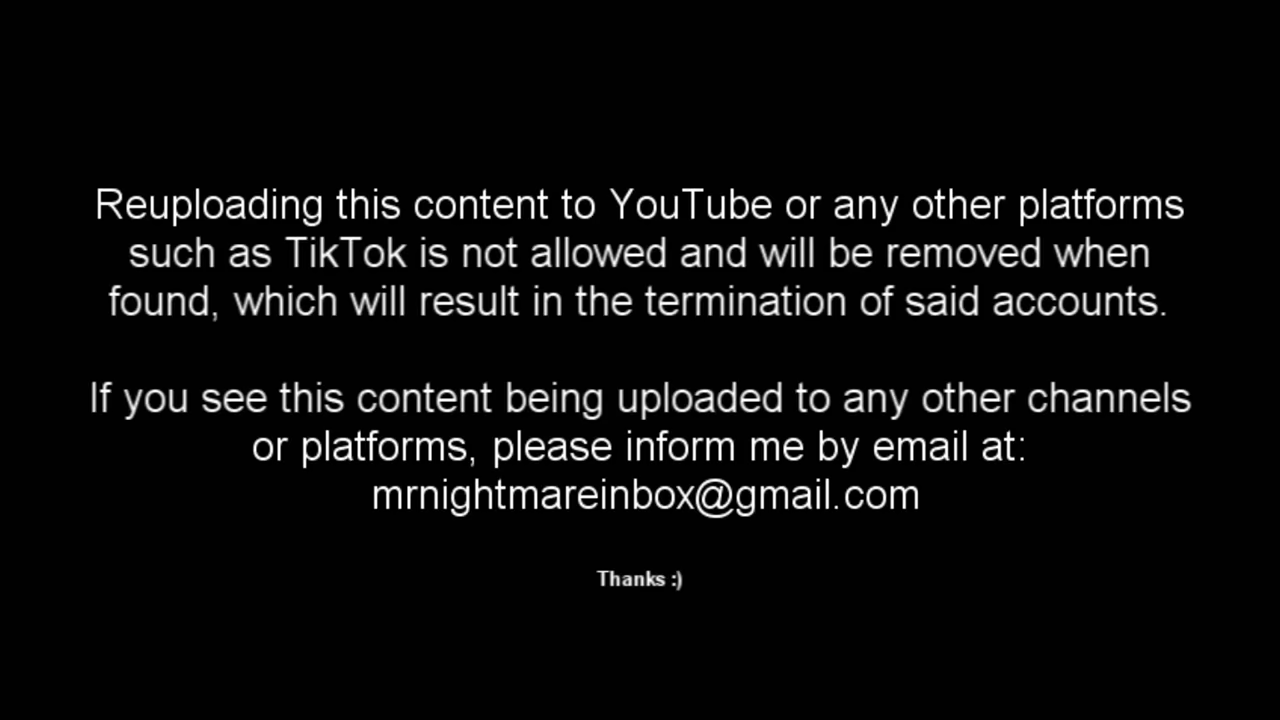 Reuploading this content to YouTube or any other platforms
such as TikTok is not allowed and will be removed when
found, which will result in the termination of said accounts.
If you see this content being uploaded to any other channels
or platforms, please inform me by email at:
mrnightmareinbox@gmail.com
Thanks :)